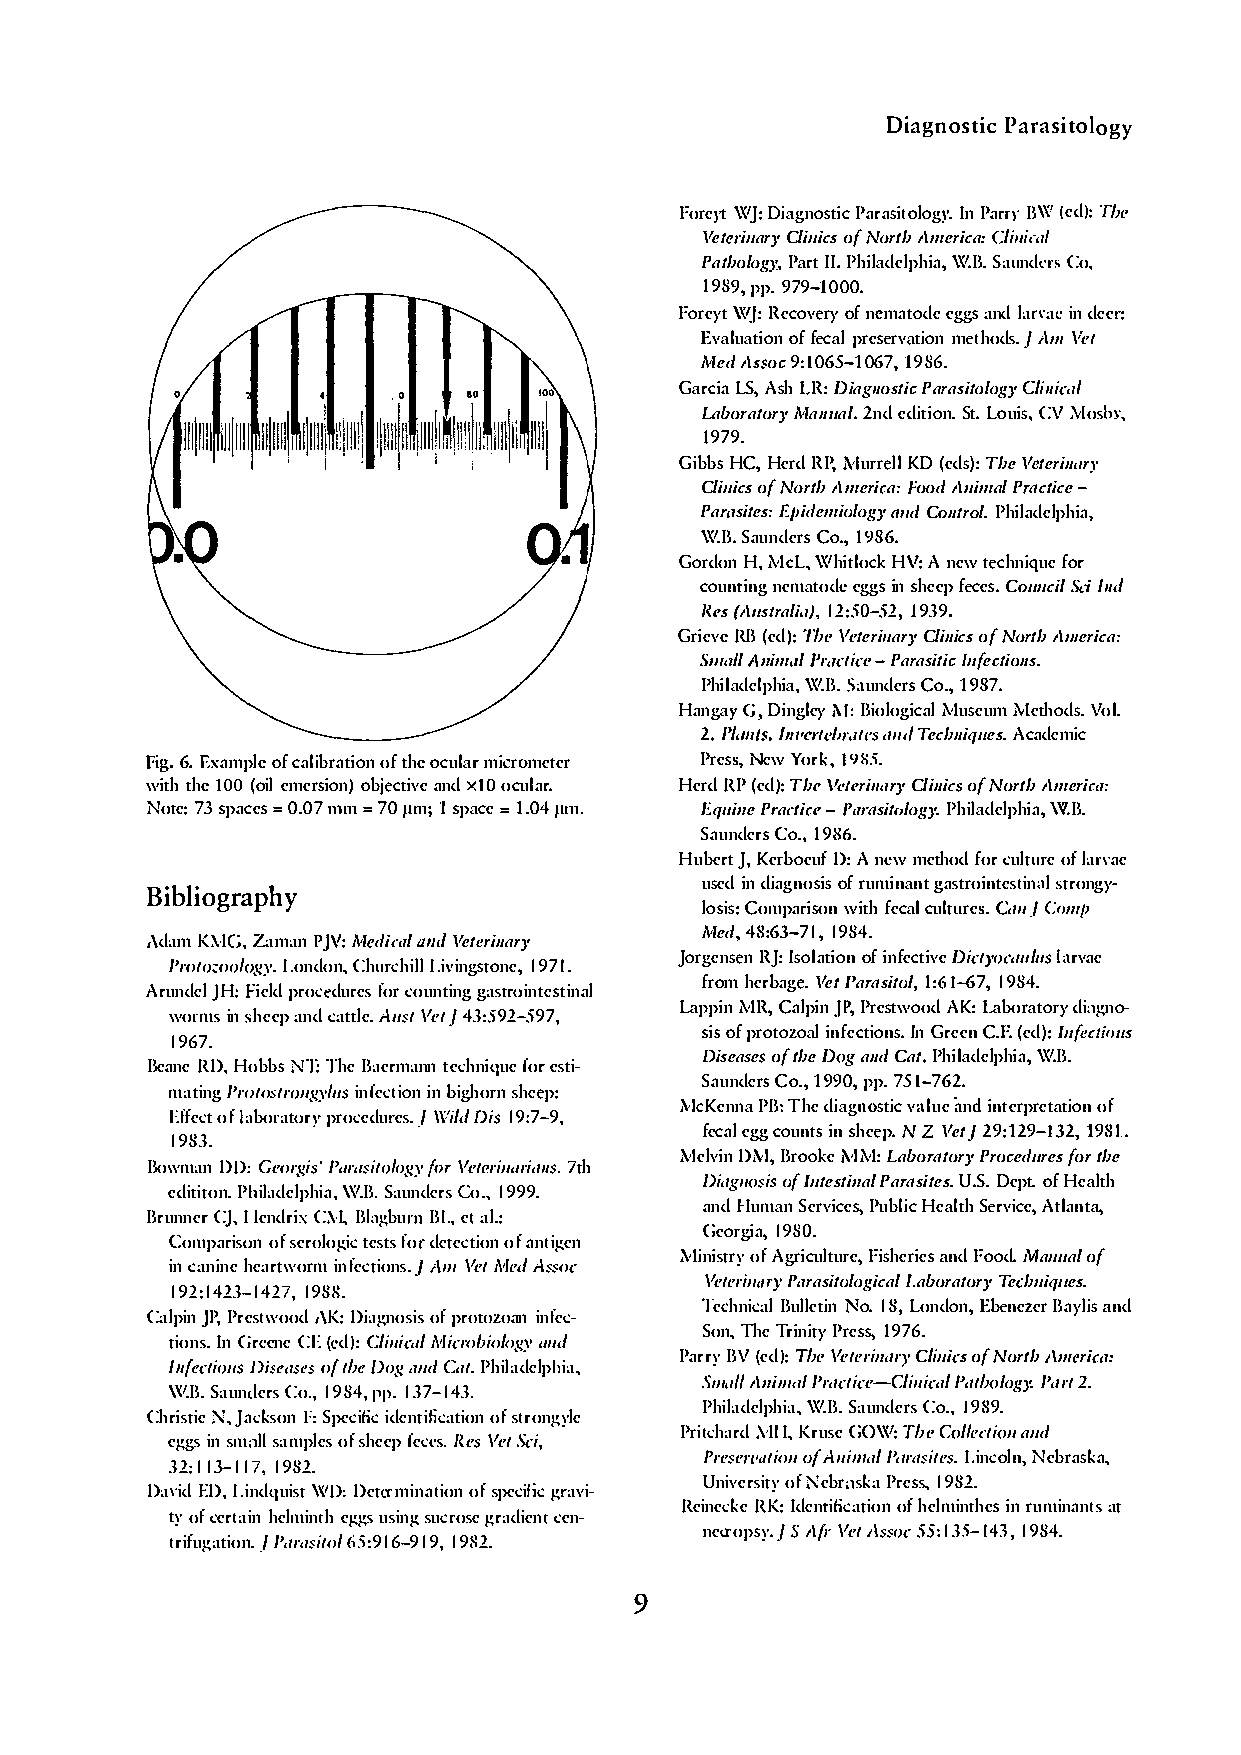 Diagnostic Parasitology
0 2 4 0 80 100
0.0 0.1
Fig. 6. Example of calibration of the ocular micrometer
with the 100 (oil emersion) objective and ×10 ocular.
Note: 73 spaces = 0.07 mm = 70 µm; 1 space = 1.04 µm.
Bibliography
Adam KMG, Zaman PJV: Medical and Veterinary
Protozoology. London, Churchill Livingstone, 1971.
Arundel JH: Field procedures for counting gastrointestinal
worms in sheep and cattle. Aust Vet J 43:592–597,
1967.
Beane RD, Hobbs NT: The Baermann technique for esti-
mating Protostrongylus infection in bighorn sheep:
Effect of laboratory procedures. J Wild Dis 19:7–9,
1983.
Bowman DD: Georgis' Parasitology for Veterinarians. 7th
edititon. Philadelphia, W.B. Saunders Co., 1999.
Brunner CJ, Hendrix CM, Blagburn BL, et al.:
Comparison of serologic tests for detection of antigen
in canine heartworm infections. J Am Vet Med Assoc
192:1423–1427, 1988.
Calpin JP, Prestwood AK: Diagnosis of protozoan infec-
tions. In Greene CE (ed): Clinical Microbiology and
Infectious Diseases of the Dog and Cat. Philadelphia,
W.B. Saunders Co., 1984, pp. 137–143.
Christie N, Jackson F: Specific identification of strongyle
eggs in small samples of sheep feces. Res Vet Sci,
32:113–117, 1982.
David ED, Lindquist WD: Determination of specific gravi-
ty of certain helminth eggs using sucrose gradient cen-
trifugation. J Parasitol 65:916–919, 1982.
Foreyt WJ: Diagnostic Parasitology. In Parry BW (ed): The
Veterinary Clinics of North America: Clinical
Pathology, Part II. Philadelphia, W.B. Saunders Co,
1989, pp. 979–1000.
Foreyt WJ: Recovery of nematode eggs and larvae in deer:
Evaluation of fecal preservation methods. J Am Vet
Med Assoc 9:1065–1067, 1986.
Garcia LS, Ash LR: Diagnostic Parasitology Clinical
Laboratory Manual. 2nd edition. St. Louis, CV Mosby,
1979.
Gibbs HC, Herd RP, Murrell KD (eds): The Veterinary
Clinics of North America: Food Animal Practice –
Parasites: Epidemiology and Control. Philadelphia,
W.B. Saunders Co., 1986.
Gordon H, McL, Whitlock HV: A new technique for
counting nematode eggs in sheep feces. Council Sci Ind
Res (Australia), 12:50–52, 1939.
Grieve RB (ed): The Veterinary Clinics of North America:
Small Animal Practice – Parasitic Infections.
Philadelphia, W.B. Saunders Co., 1987.
Hangay G, Dingley M: Biological Museum Methods. Vol.
2. Plants, Invertebrates and Techniques. Academic
Press, New York, 1985.
Herd RP (ed): The Veterinary Clinics of North America:
Equine Practice – Parasitology. Philadelphia, W.B.
Saunders Co., 1986.
Hubert J, Kerboeuf D: A new method for culture of larvae
used in diagnosis of ruminant gastrointestinal strongy-
losis: Comparison with fecal cultures. Can J Comp
Med, 48:63–71, 1984.
Jorgensen RJ: Isolation of infective Dictyocaulus larvae
from herbage. Vet Parasitol, 1:61–67, 1984.
Lappin MR, Calpin JP, Prestwood AK: Laboratory diagno-
sis of protozoal infections. In Green C.F. (ed): Infectious
Diseases of the Dog and Cat. Philadelphia, W.B.
Saunders Co., 1990, pp. 751–762.
McKenna PB: The diagnostic value and interpretation of
fecal egg counts in sheep. N Z Vet J 29:129–132, 1981.
Melvin DM, Brooke MM: Laboratory Procedures for the
Diagnosis of Intestinal Parasites. U.S. Dept. of Health
and Human Services, Public Health Service, Atlanta,
Georgia, 1980.
Ministry of Agriculture, Fisheries and Food. Manual of
Veterinary Parasitological Laboratory Techniques.
Technical Bulletin No. 18, London, Ebenezer Baylis and
Son, The Trinity Press, 1976.
Parry BV (ed): The Veterinary Clinics of North America:
Small Animal Practice—Clinical Pathology. Part 2.
Philadelphia, W.B. Saunders Co., 1989.
Pritchard MH, Kruse GOW: The Collection and
Preservation of Animal Parasites. Lincoln, Nebraska,
University of Nebraska Press, 1982.
Reinecke RK: Identification of helminthes in ruminants at
necropsy. J S Afr Vet Assoc 55:135–143, 1984.
9